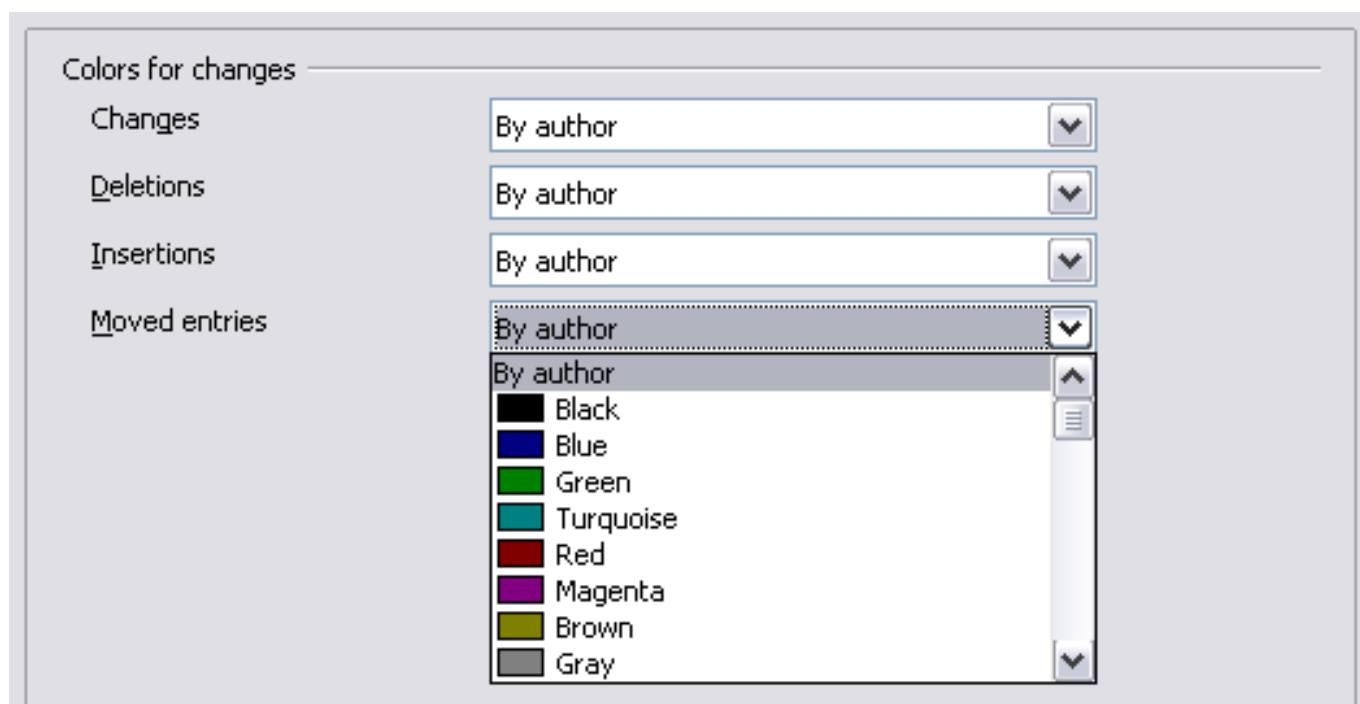 Colors for changes
Changes By author
Deletions By author
Insertions By author
Moved entries By author
By author
Black
Blue
Green
Turquoise
Red
Magenta
Brown
Gray